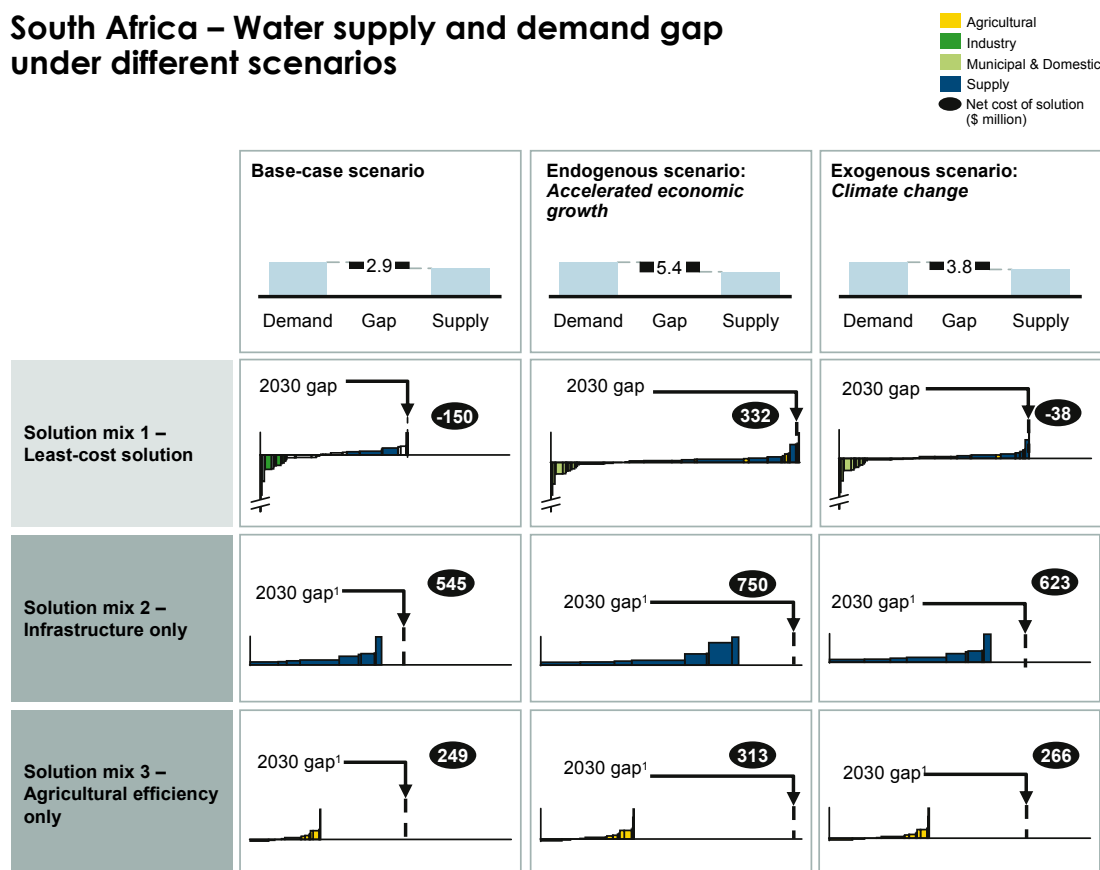 South Africa – Water supply and demand gap
under different scenarios
Agricultural
Industry
Municipal & Domestic
Supply
Net cost of solution
($ million)
Base-case scenario
2.9
Demand Gap Supply
Endogenous scenario:
Accelerated economic
growth
5.4
Demand Gap Supply
Exogenous scenario:
Climate change
3.8
Demand Gap Supply
Solution mix 1 –
Least-cost solution
2030 gap
-150
2030 gap
332
2030 gap
-38
Solution mix 2 –
Infrastructure only
2030 gap¹
545
2030 gap¹
750
2030 gap¹
623
Solution mix 3 –
Agricultural efficiency
only
2030 gap¹
249
2030 gap¹
313
2030 gap¹
266